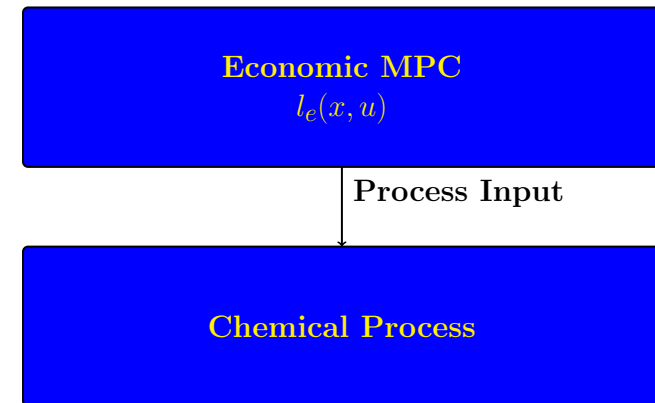 Economic MPC
l_e(x, u)
Process Input
Chemical Process